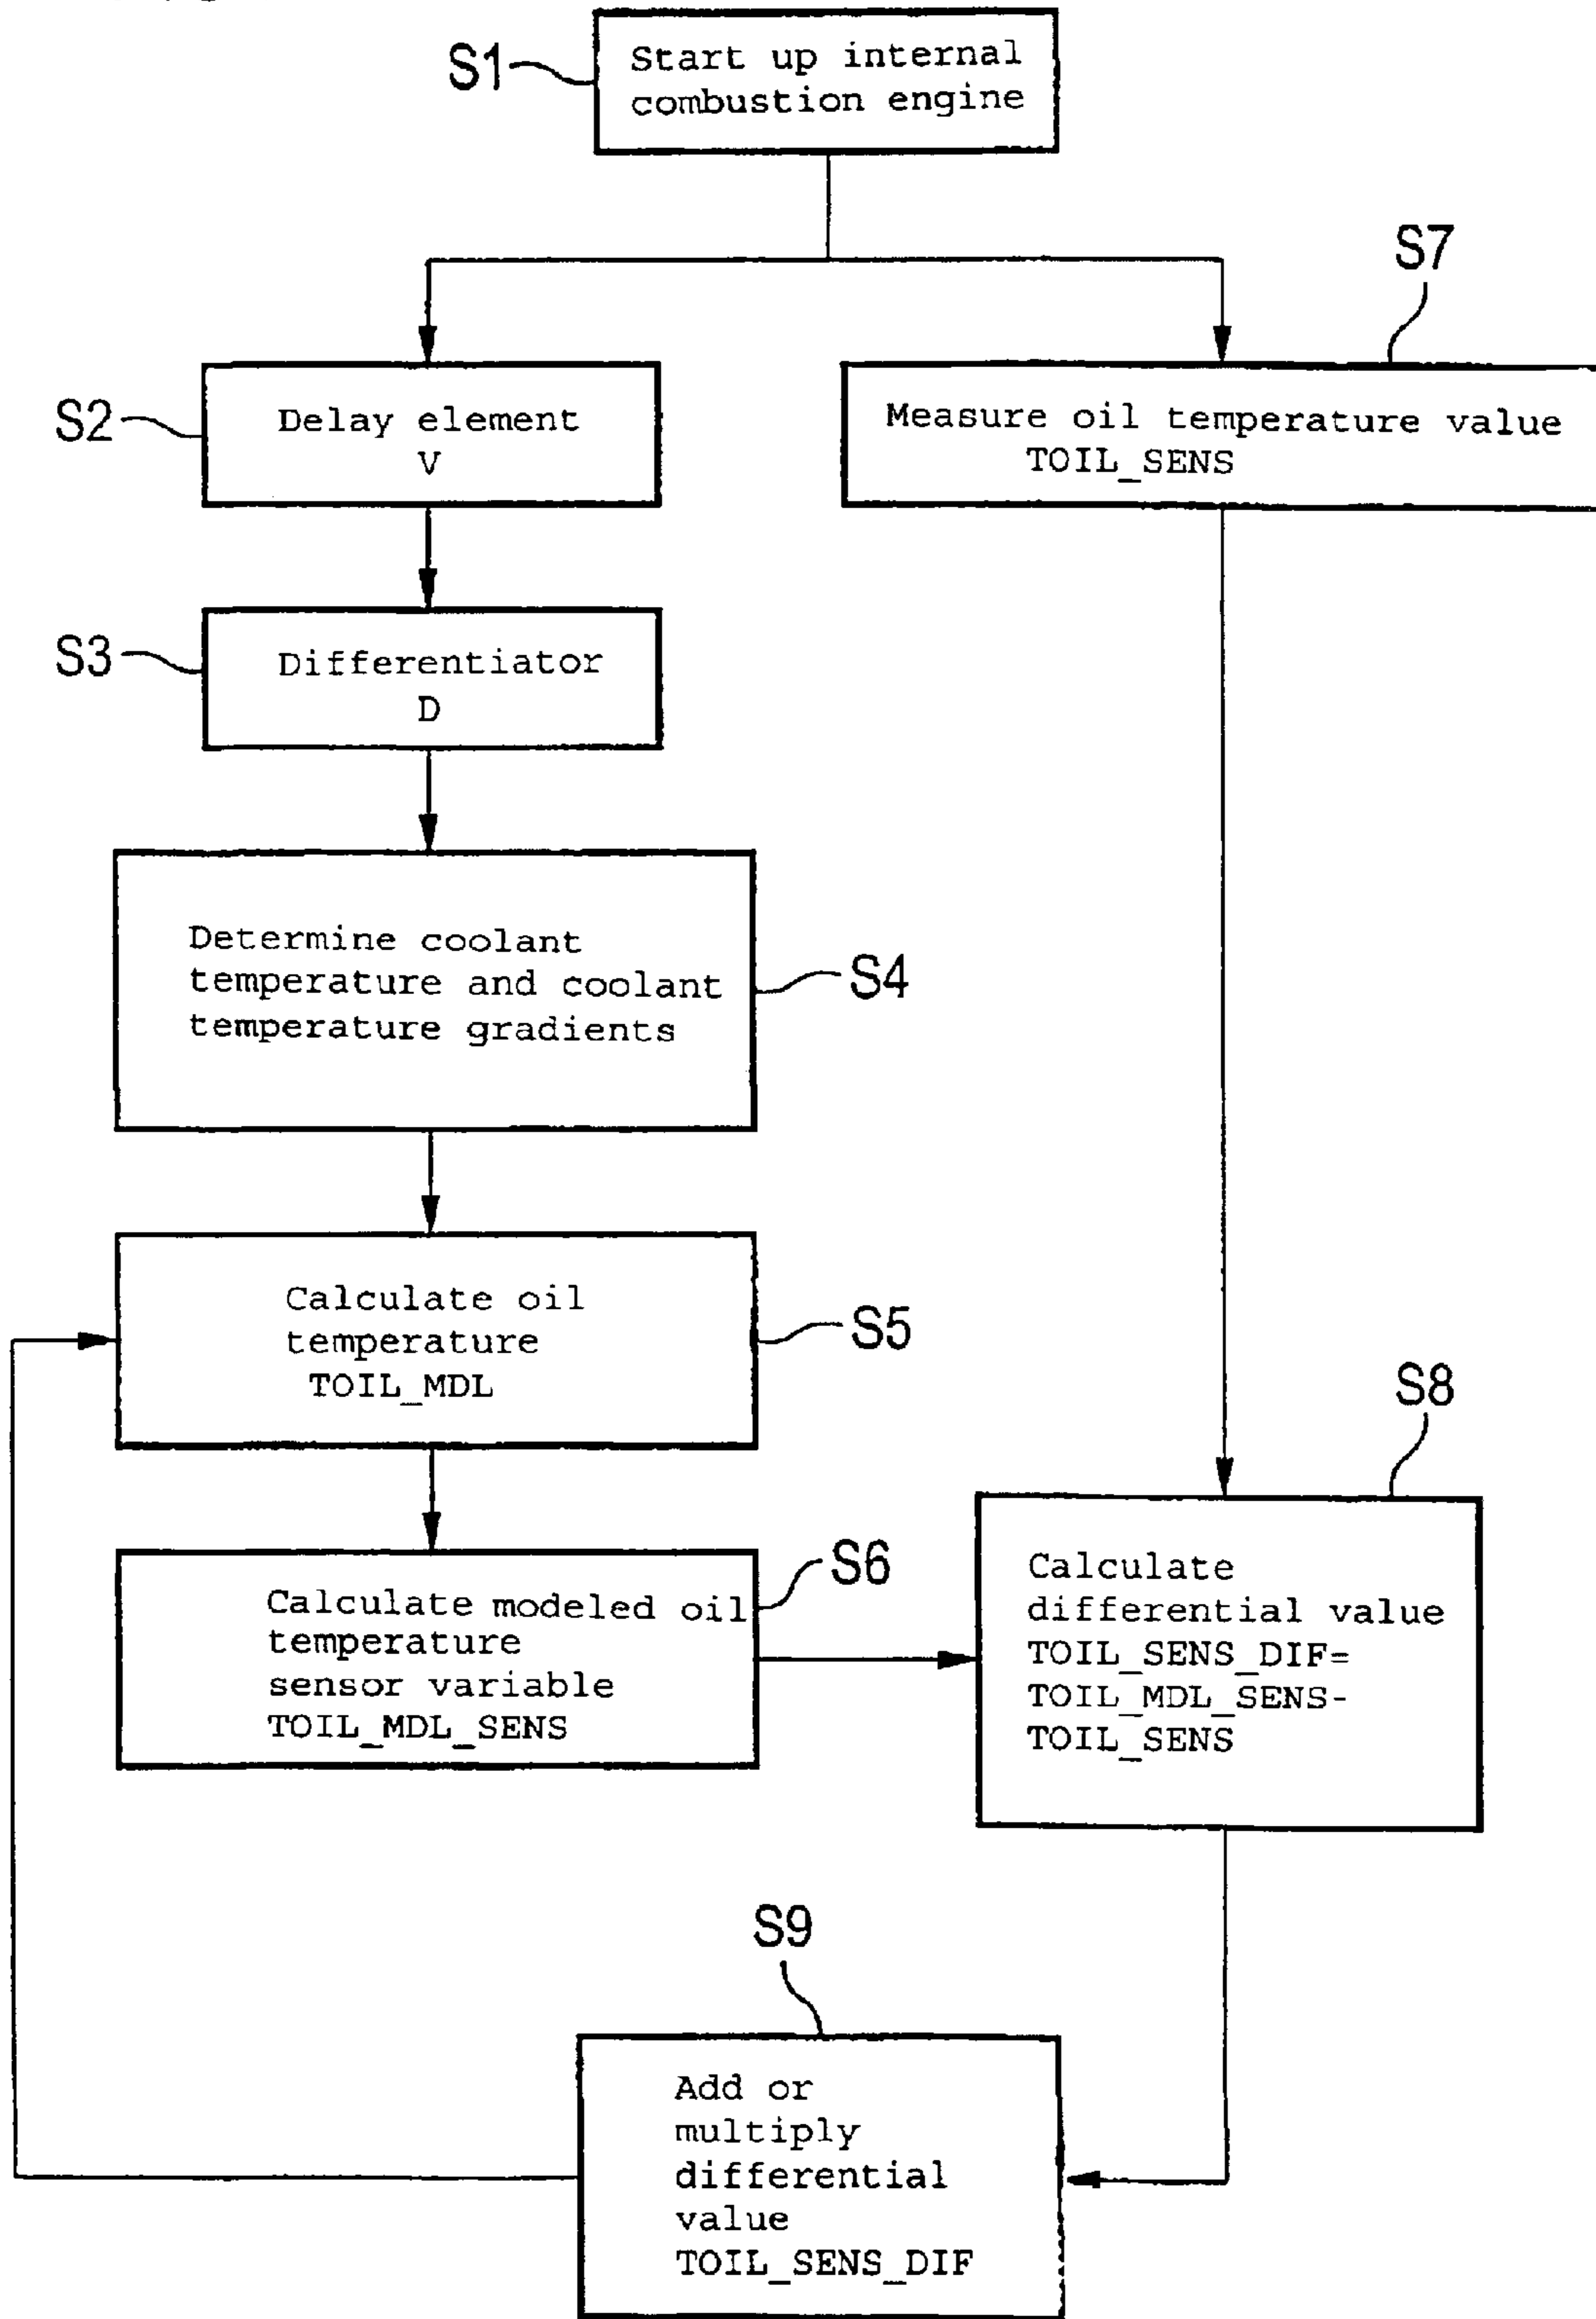 S1
Start up internal
combustion engine
S7
S2
Delay element
V
Measure oil temperature value
TOIL_SENS
S3
Differentiator
D
Determine coolant
temperature and coolant
temperature gradients
S4
Calculate oil
temperature
TOIL_MDL
S5
S8
Calculate modeled oil
temperature
sensor variable
TOIL_MDL_SENS
S6
Calculate
differential value
TOIL_SENS_DIF=
TOIL_MDL_SENS-
TOIL_SENS
S9
Add or
multiply
differential
value
TOIL_SENS_DIF